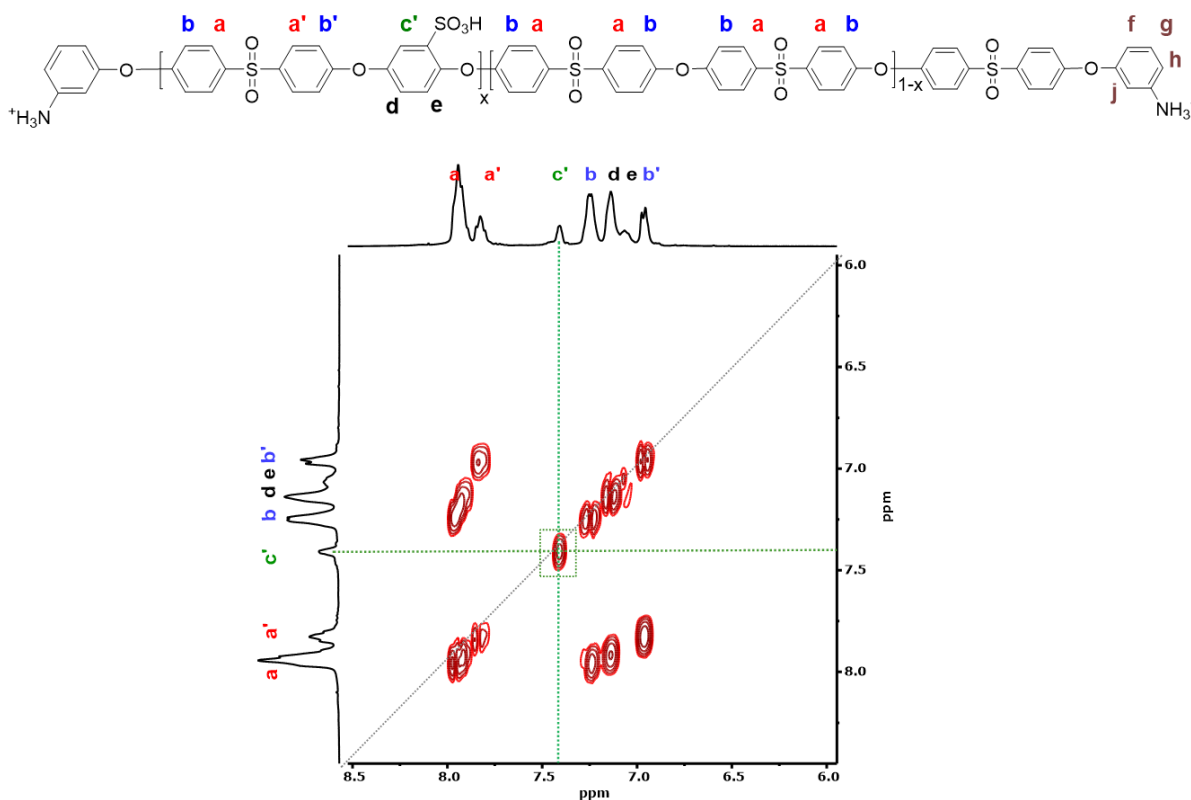 b a a' b' c' SO₃H b a a b b a a b f g
O S O O O S O O O S O O O S O O O S O O h
d e x 1-x j
⁺H₃N NH₃
a a' c' b d e b'
6.0
6.5
b'
e
d
7.0
b
ppm
c'
7.5
a'
a
8.0
8.5 8.0 7.5 7.0 6.5 6.0
ppm